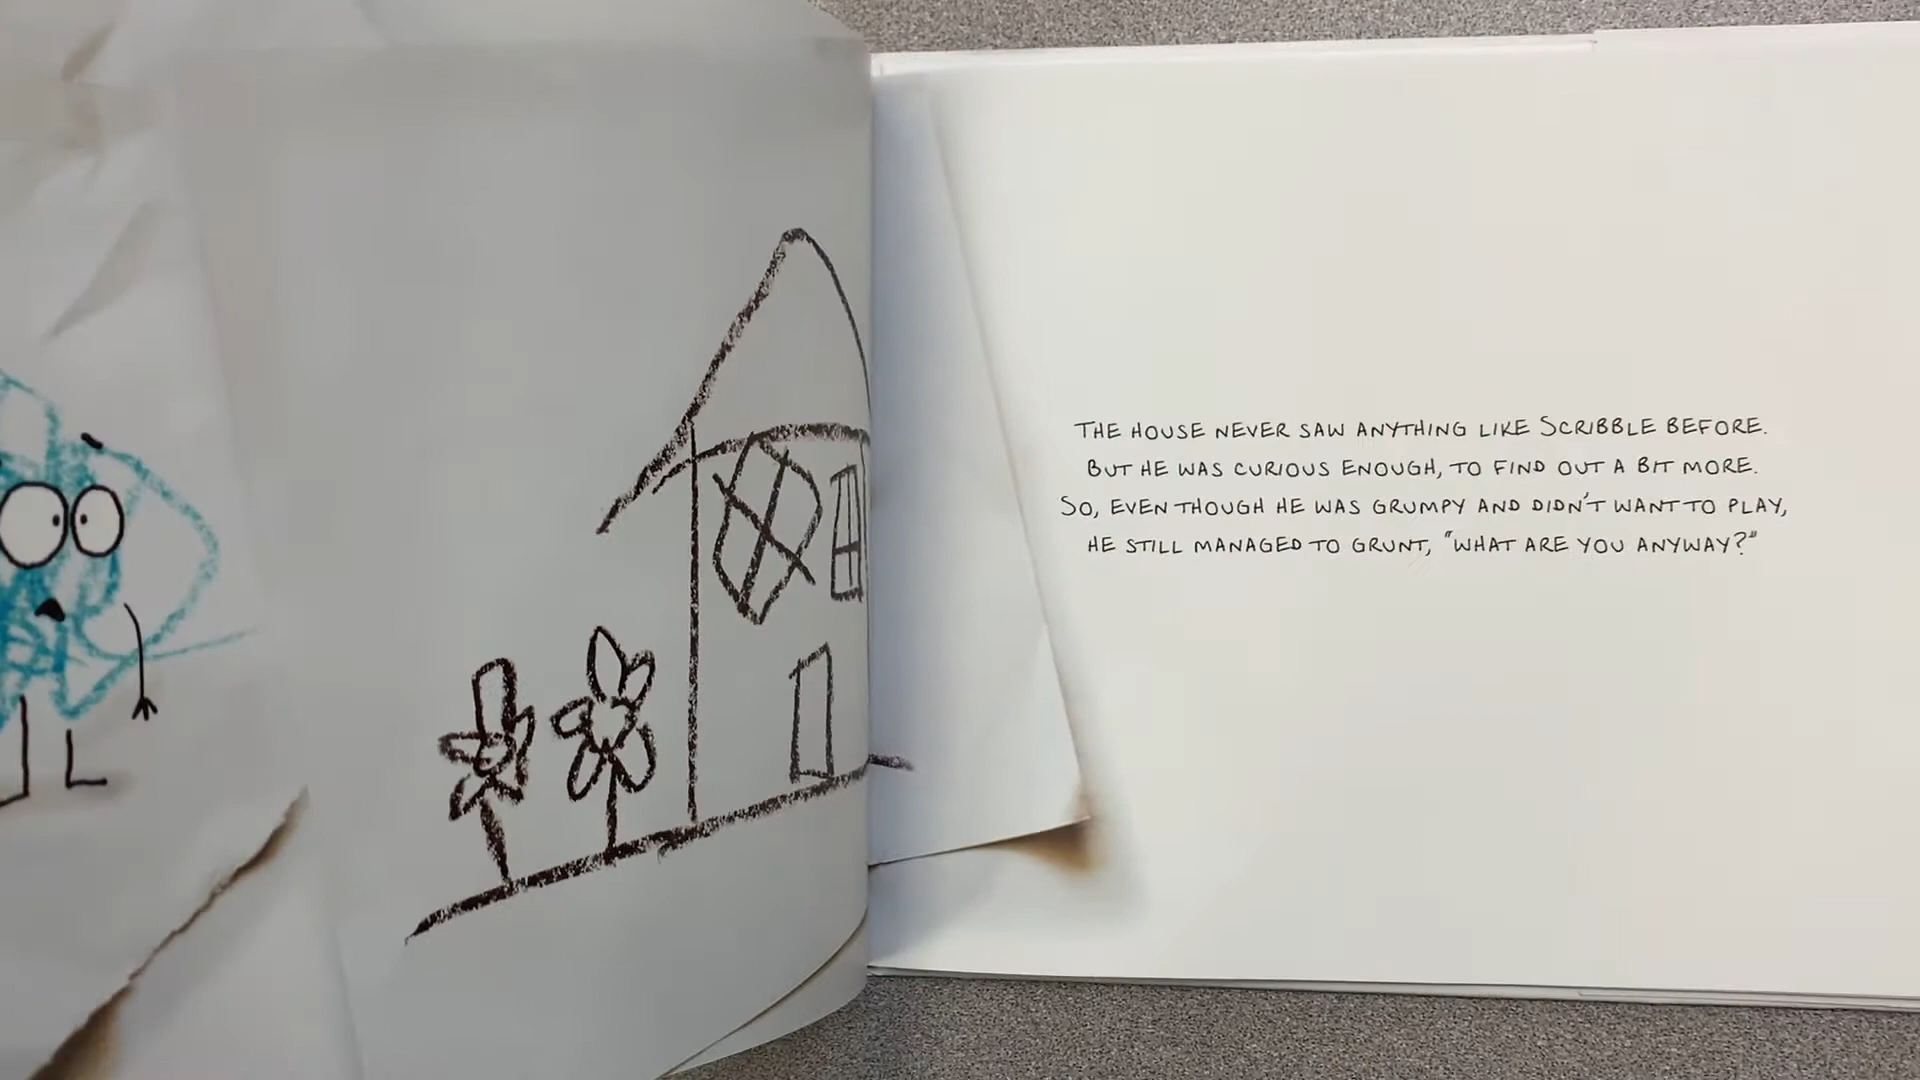 THE HOUSE NEVER SAW ANYTHING LIKE SCRIBBLE BEFORE.
BUT HE WAS CURIOUS ENOUGH, TO FIND OUT A BIT MORE.
SO, EVEN THOUGH HE WAS GRUMPY AND DIDN'T WANT TO PLAY,
HE STILL MANAGED TO GRUNT, "WHAT ARE YOU ANYWAY?"